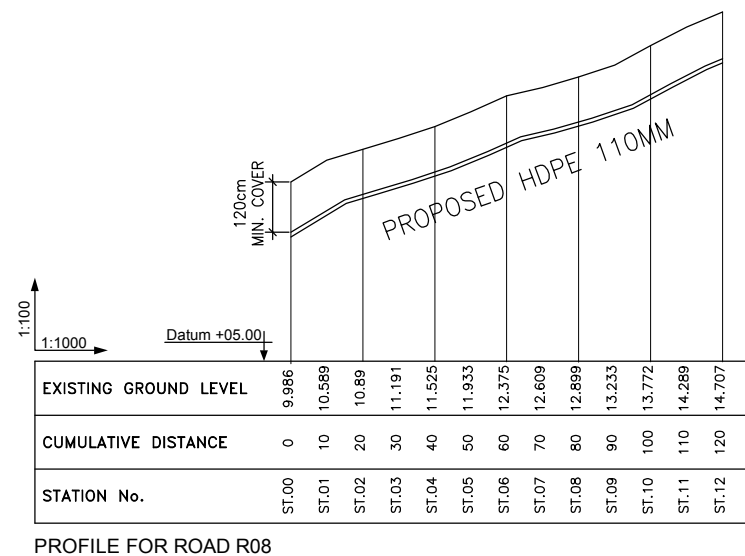 120cm
MIN. COVER
PROPOSED HDPE 110MM
1:100
1:1000
Datum +05.00
EXISTING GROUND LEVEL 9.986 10.589 10.89 11.191 11.525 11.933 12.375 12.609 12.899 13.233 13.772 14.289 14.707
CUMULATIVE DISTANCE 0 10 20 30 40 50 60 70 80 90 100 110 120
STATION No. ST.00 ST.01 ST.02 ST.03 ST.04 ST.05 ST.06 ST.07 ST.08 ST.09 ST.10 ST.11 ST.12
PROFILE FOR ROAD R08